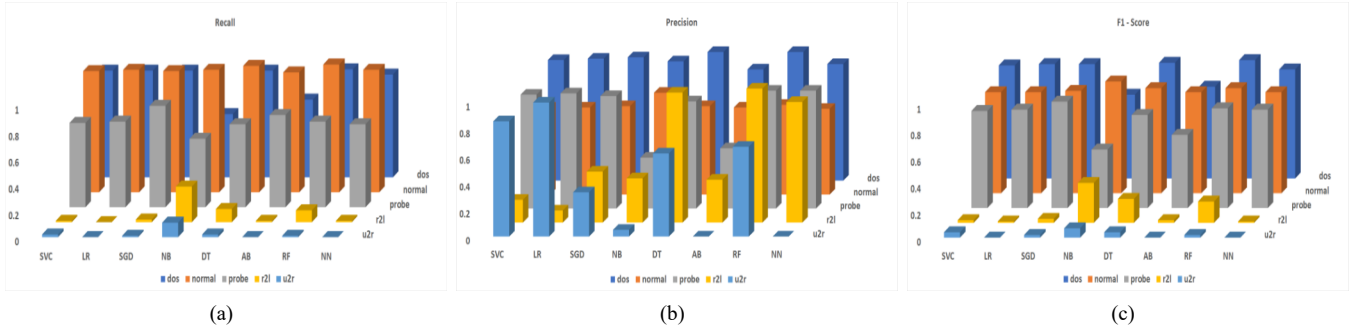 Recall
1
0.8
0.6
0.4
0.2
0
dos
normal
probe
r2l
u2r
SVC LR SGD NB DT AB RF NN
dos normal probe r2l u2r
(a)
Precision
1
0.8
0.6
0.4
0.2
0
dos
normal
probe
r2l
u2r
SVC LR SGD NB DT AB RF NN
dos normal probe r2l u2r
(b)
F1 - Score
1
0.8
0.6
0.4
0.2
0
dos
normal
probe
r2l
u2r
SVC LR SGD NB DT AB RF NN
dos normal probe r2l u2r
(c)